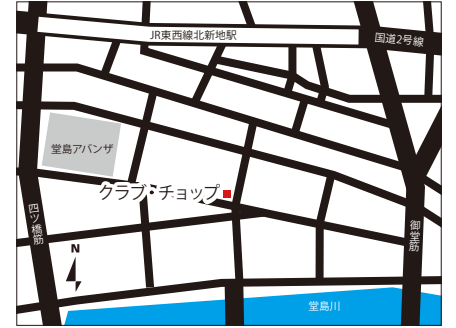 JR東西線北新地駅
国道2号線
堂島アバンザ
クラブ・チョップ
四ツ橋筋
御堂筋
N
堂島川